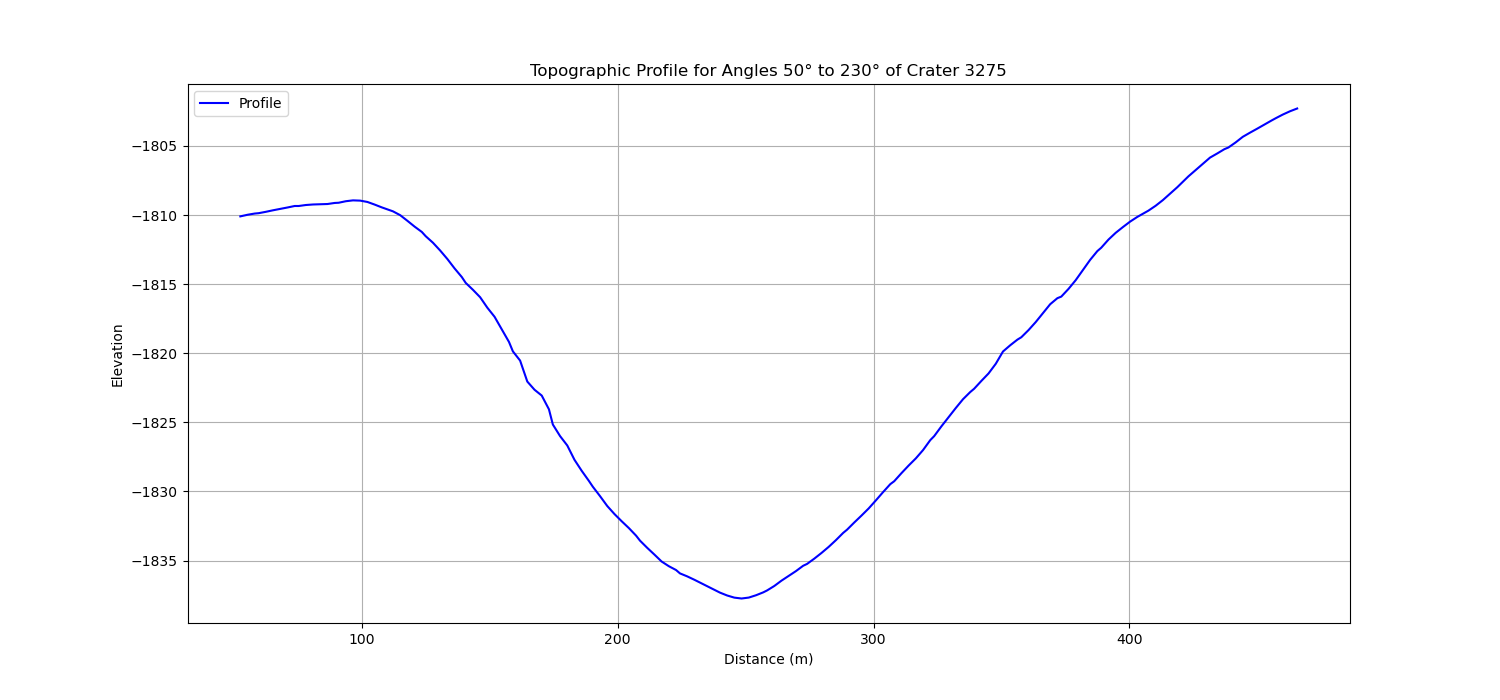 Topographic Profile for Angles 50° to 230° of Crater 3275
Profile
−1805
−1810
−1815
−1820
−1825
−1830
−1835
Elevation
100
200
300
400
Distance (m)